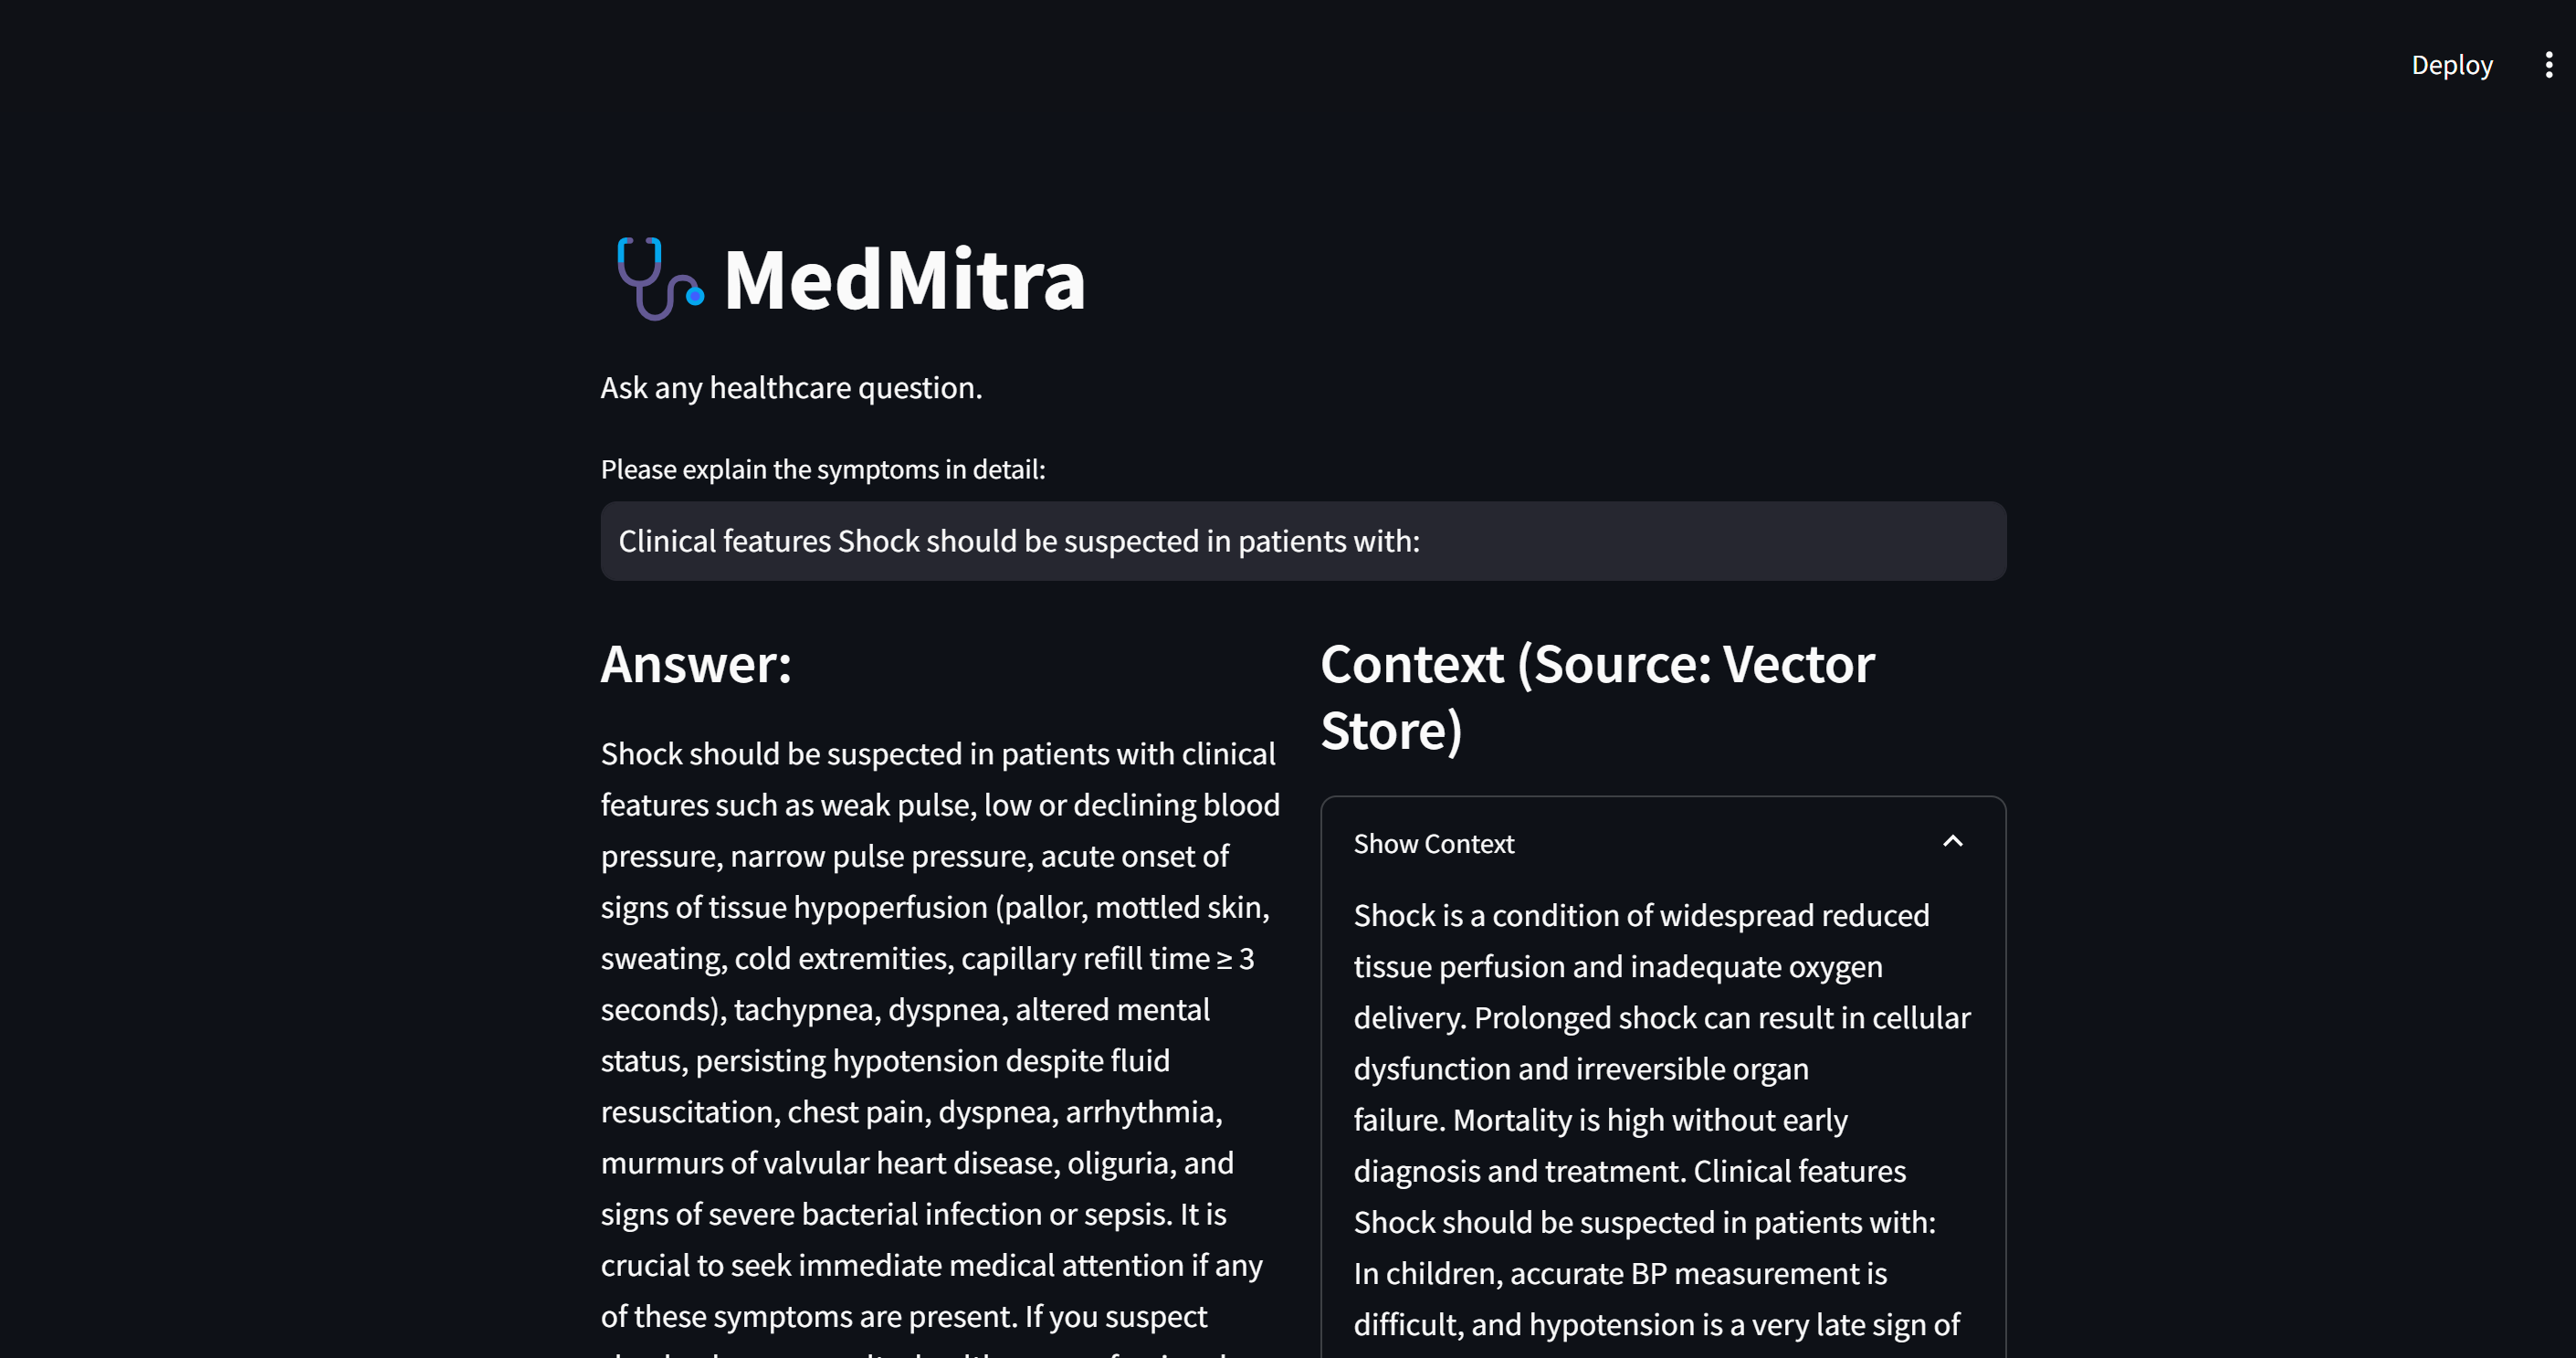 Deploy
MedMitra
Ask any healthcare question.
Please explain the symptoms in detail:
Clinical features Shock should be suspected in patients with:
Answer:
Shock should be suspected in patients with clinical
features such as weak pulse, low or declining blood
pressure, narrow pulse pressure, acute onset of
signs of tissue hypoperfusion (pallor, mottled skin,
sweating, cold extremities, capillary refill time ≥ 3
seconds), tachypnea, dyspnea, altered mental
status, persisting hypotension despite fluid
resuscitation, chest pain, dyspnea, arrhythmia,
murmurs of valvular heart disease, oliguria, and
signs of severe bacterial infection or sepsis. It is
crucial to seek immediate medical attention if any
of these symptoms are present. If you suspect
Context (Source: Vector
Store)
Show Context
Shock is a condition of widespread reduced
tissue perfusion and inadequate oxygen
delivery. Prolonged shock can result in cellular
dysfunction and irreversible organ
failure. Mortality is high without early
diagnosis and treatment. Clinical features
Shock should be suspected in patients with:
In children, accurate BP measurement is
difficult, and hypotension is a very late sign of